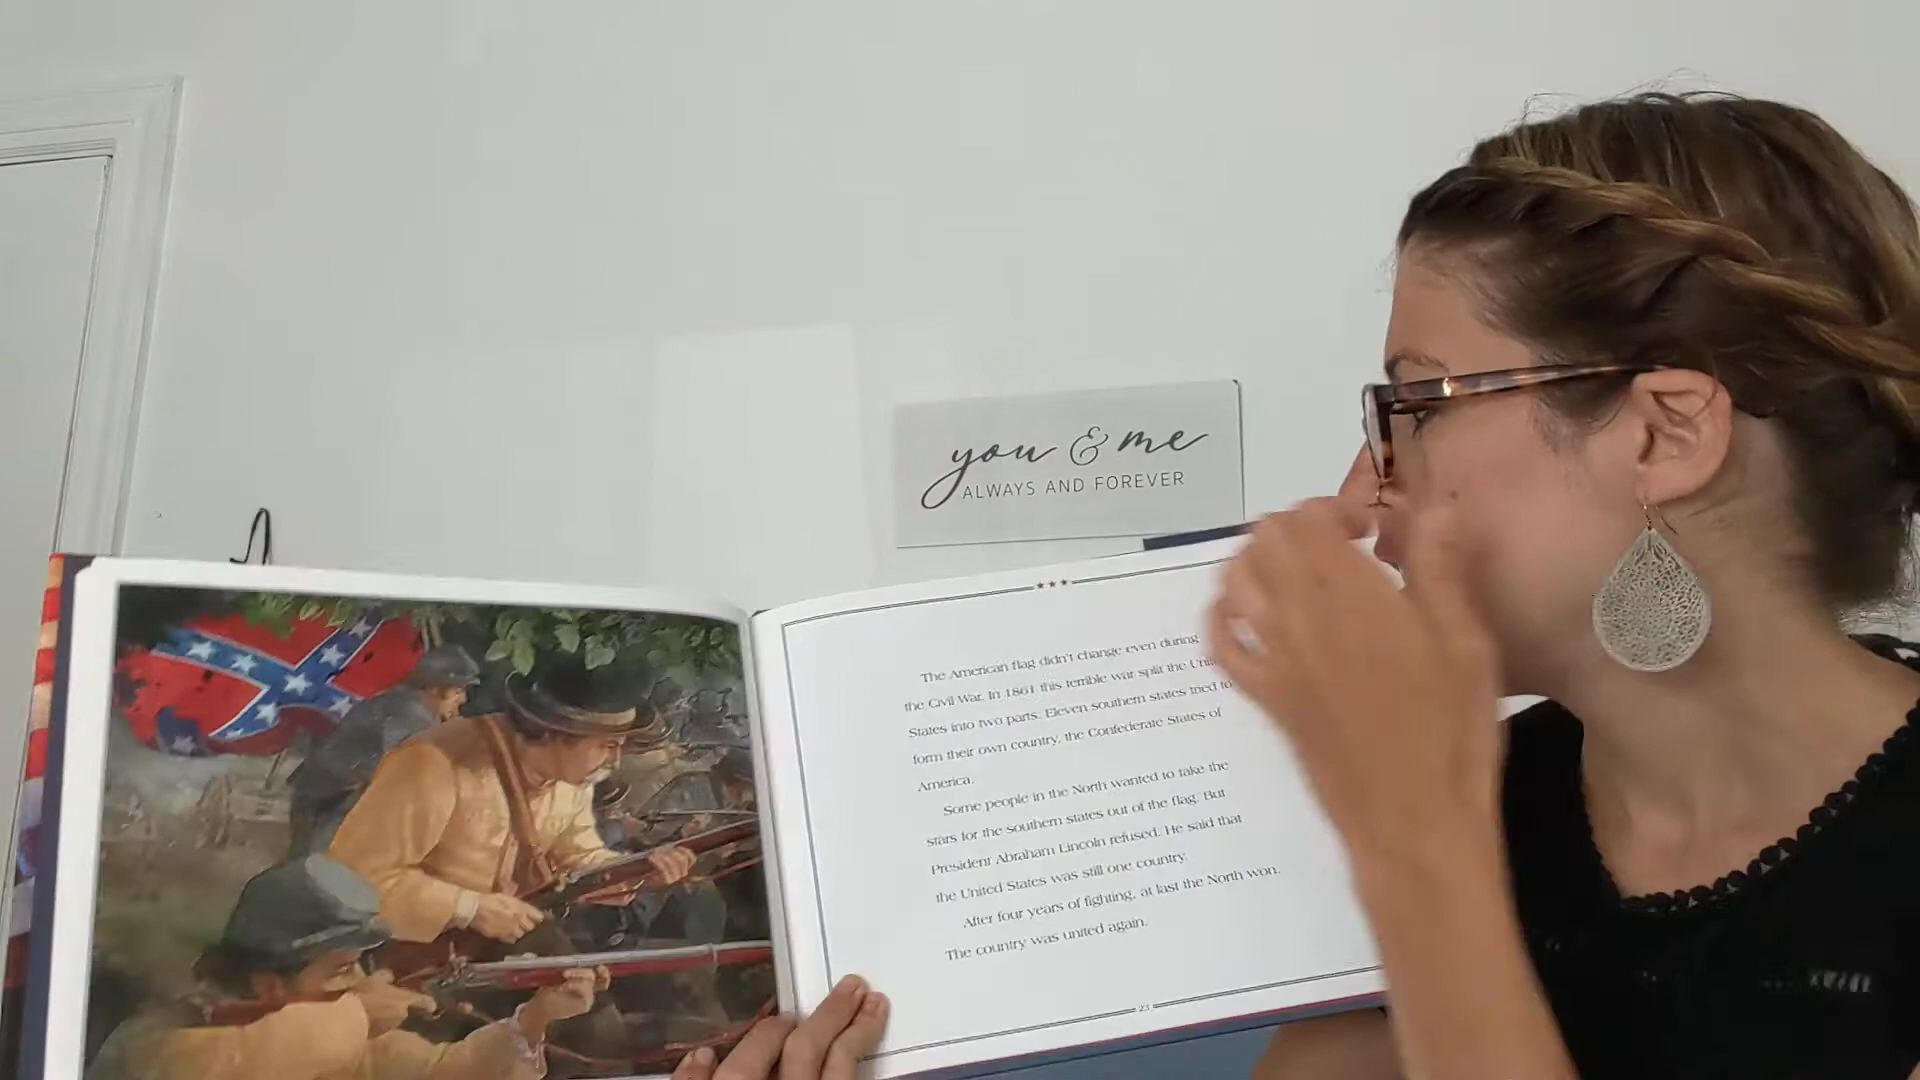 you & me
ALWAYS AND FOREVER
The American flag didn't change even during
the Civil War. In 1861 this terrible war split the
States into two parts. Eleven southern states tried to
form their own country, the Confederate States of
America.
Some people in the North wanted to take the
stars for the southern states out of the flag. But
President Abraham Lincoln refused. He said that
the United States was still one country.
After four years of fighting, at last the North won.
The country was united again.
23